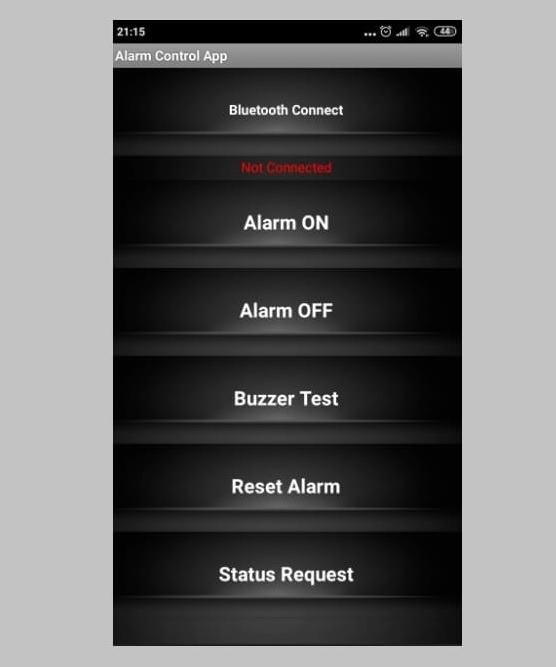 21:15
44
Alarm Control App
Bluetooth Connect
Not Connected
Alarm ON
Alarm OFF
Buzzer Test
Reset Alarm
Status Request